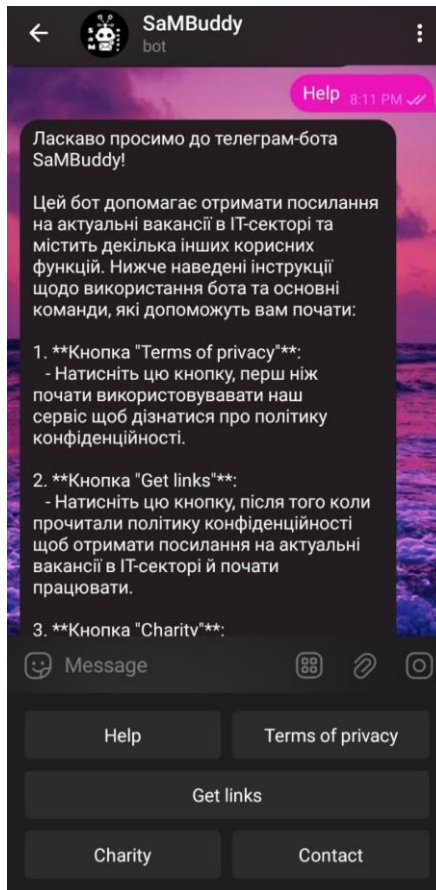 SaMBuddy
bot
Help 8:11 PM
Ласкаво просимо до телеграм-бота
SaMBuddy!
Цей бот допомагає отримати посилання
на актуальні вакансії в ІТ-секторі та
містить декілька інших корисних
функцій. Нижче наведені інструкції
щодо використання бота та основні
команди, які допоможуть вам почати:
1. **Кнопка "Terms of privacy"**:
- Натисніть цю кнопку, перш ніж
почати використовувавати наш
сервіс щоб дізнатися про політику
конфіденційності.
2. **Кнопка "Get links"**:
- Натисніть цю кнопку, після того коли
прочитали політику конфіденційності
щоб отримати посилання на актуальні
вакансії в ІТ-секторі й почати
працювати.
3. **Кнопка "Charity"**:
Message
Help
Terms of privacy
Get links
Charity
Contact